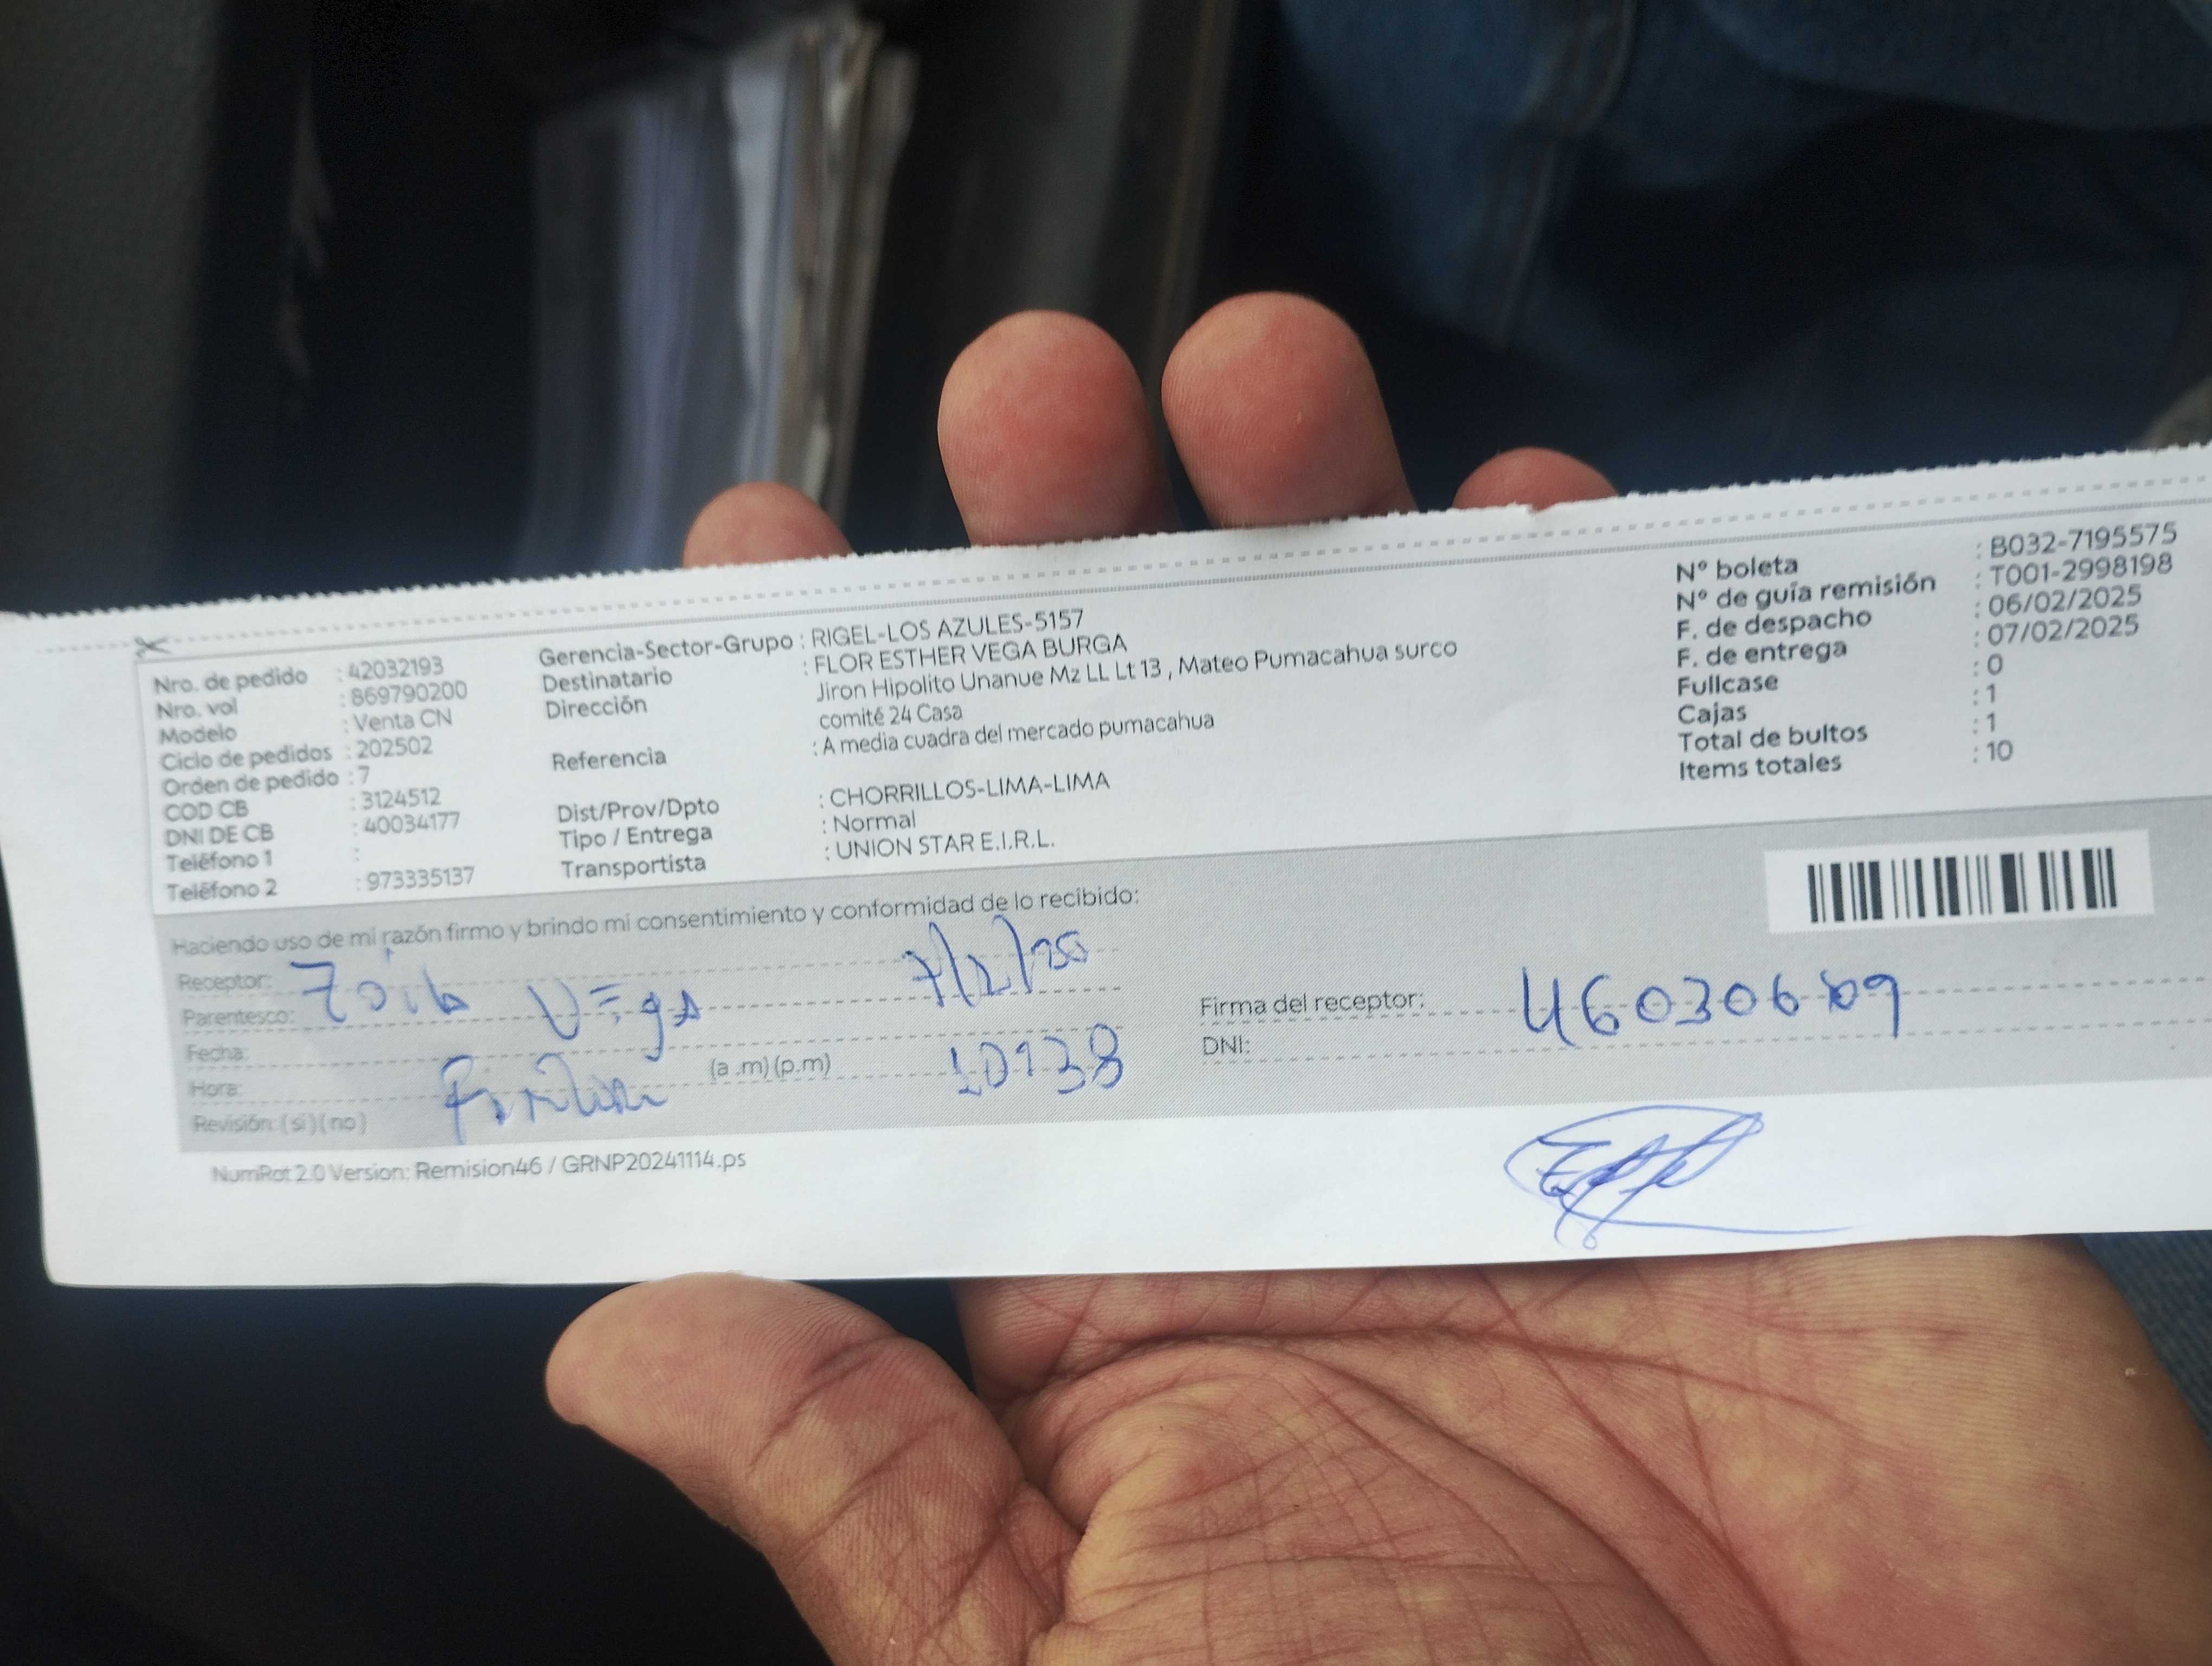 Nro. de pedido : 42032193
Nro. vol : 869790200
Modelo : Venta CN
Ciclo de pedidos : 202502
Orden de pedido : 7
COD CB : 3124512
DNI DE CB : 40034177
Teléfono 1 :
Teléfono 2 : 973335137
Gerencia-Sector-Grupo : RIGEL-LOS AZULES-5157
Destinatario : FLOR ESTHER VEGA BURGA
Dirección Jiron Hipolito Unanue Mz LL Lt 13 , Mateo Pumacahua surco
comité 24 Casa
Referencia : A media cuadra del mercado pumacahua
Dist/Prov/Dpto : CHORRILLOS-LIMA-LIMA
Tipo / Entrega : Normal
Transportista : UNION STAR E.I.R.L.
N° boleta : B032-7195575
N° de guía remisión : T001-2998198
F. de despacho : 06/02/2025
F. de entrega : 07/02/2025
Fullcase : 0
Cajas : 1
Total de bultos : 1
Items totales : 10
Haciendo uso de mi razón firmo y brindo mi consentimiento y conformidad de lo recibido:
Receptor: Zoila Vega 7/2/25
Parentesco:
Fecha:
Hora: (a .m) (p.m) 10:38
Revisión: (si) (no)
Firma del receptor:
DNI: 46030609
NumRot 2.0 Version: Remision46 / GRNP20241114.ps